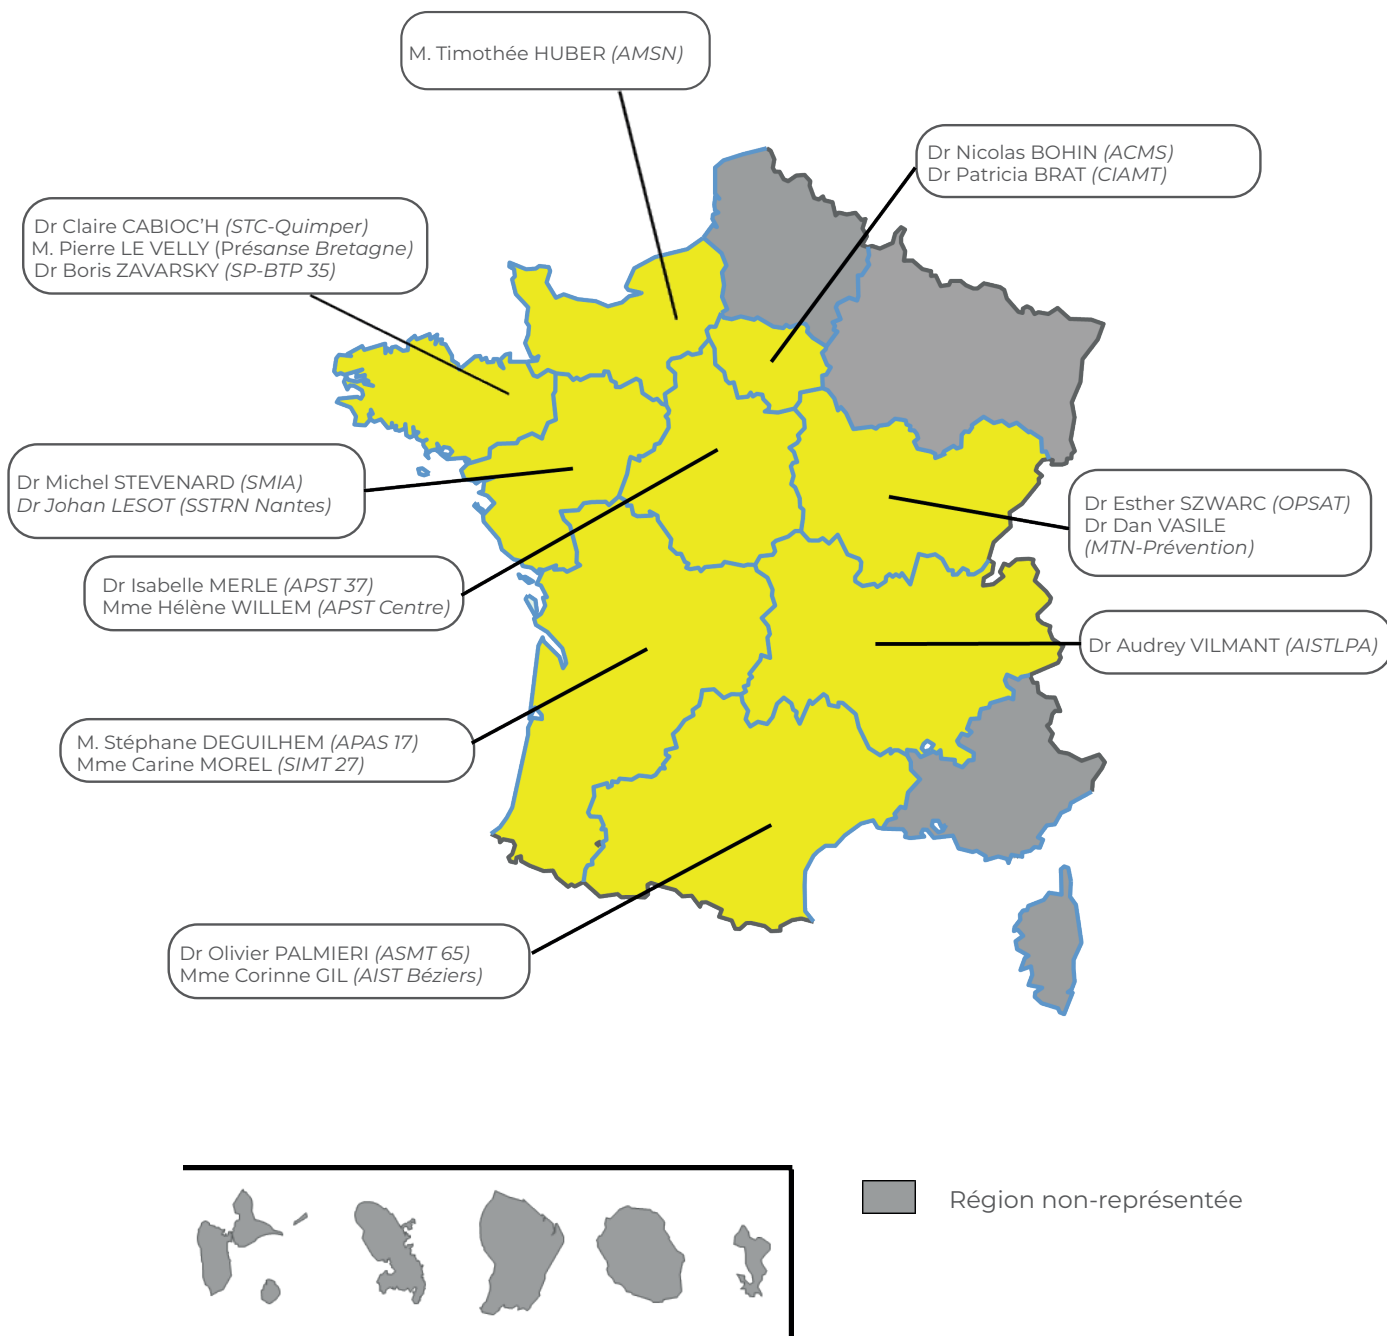 M. Timothée HUBER (AMSN)
Dr Nicolas BOHIN (ACMS)
Dr Patricia BRAT (CIAMT)
Dr Claire CABIOC'H (STC-Quimper)
M. Pierre LE VELLY (Présanse Bretagne)
Dr Boris ZAVARSKY (SP-BTP 35)
Dr Michel STEVENARD (SMIA)
Dr Johan LESOT (SSTRN Nantes)
Dr Esther SZWARC (OPSAT)
Dr Dan VASILE
(MTN-Prévention)
Dr Isabelle MERLE (APST 37)
Mme Hélène WILLEM (APST Centre)
Dr Audrey VILMANT (AISTLPA)
M. Stéphane DEGUILHEM (APAS 17)
Mme Carine MOREL (SIMT 27)
Dr Olivier PALMIERI (ASMT 65)
Mme Corinne GIL (AIST Béziers)
Région non-représentée